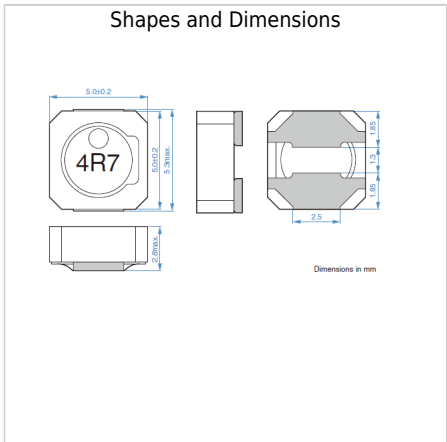 Shapes and Dimensions
5.0±0.2
4R7
5.0±0.2
5.3max.
1.85
1.3
1.85
2.5
2.8max.
Dimensions in mm